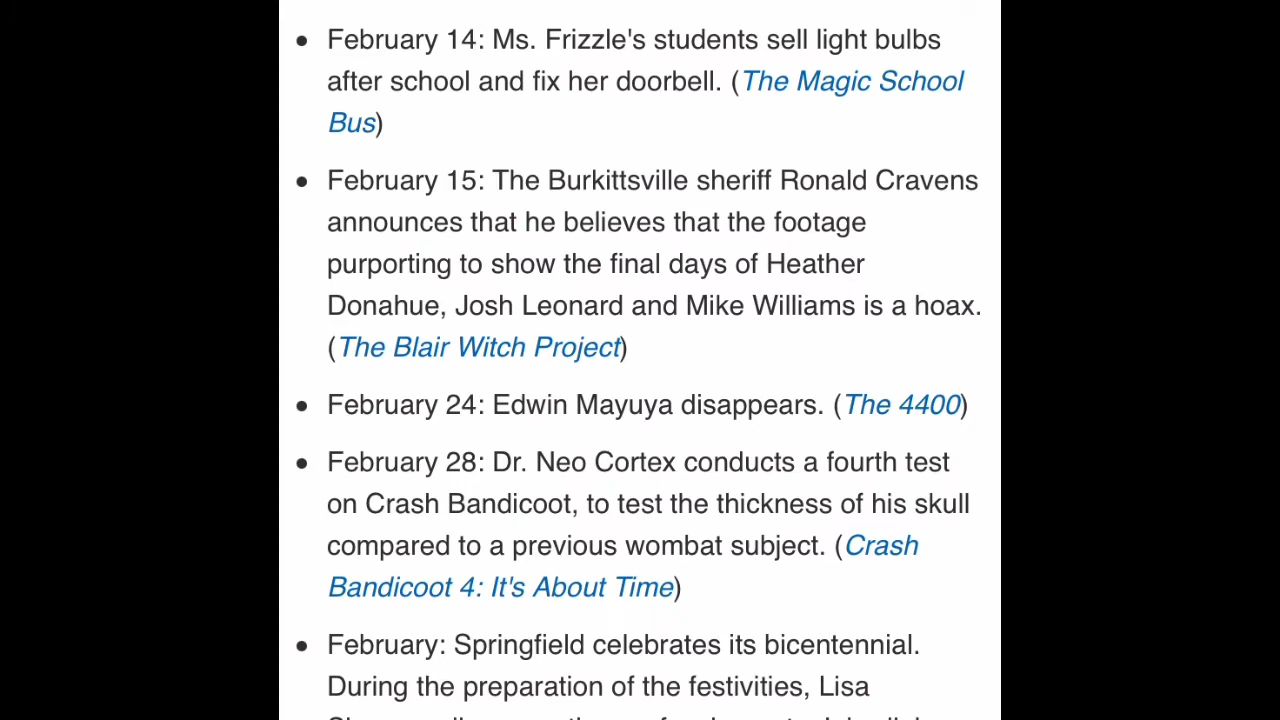 February 14: Ms. Frizzle's students sell light bulbs
after school and fix her doorbell. (The Magic School
Bus)
February 15: The Burkittsville sheriff Ronald Cravens
announces that he believes that the footage
purporting to show the final days of Heather
Donahue, Josh Leonard and Mike Williams is a hoax.
(The Blair Witch Project)
February 24: Edwin Mayuya disappears. (The 4400)
February 28: Dr. Neo Cortex conducts a fourth test
on Crash Bandicoot, to test the thickness of his skull
compared to a previous wombat subject. (Crash
Bandicoot 4: It's About Time)
February: Springfield celebrates its bicentennial.
During the preparation of the festivities, Lisa